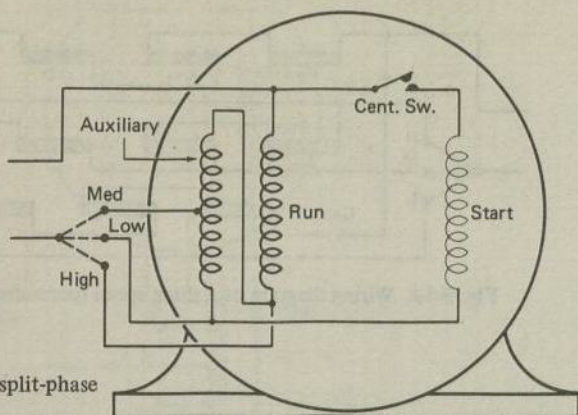 Cent. Sw.
Auxiliary
Med
Low
Run
Start
High
split-phase